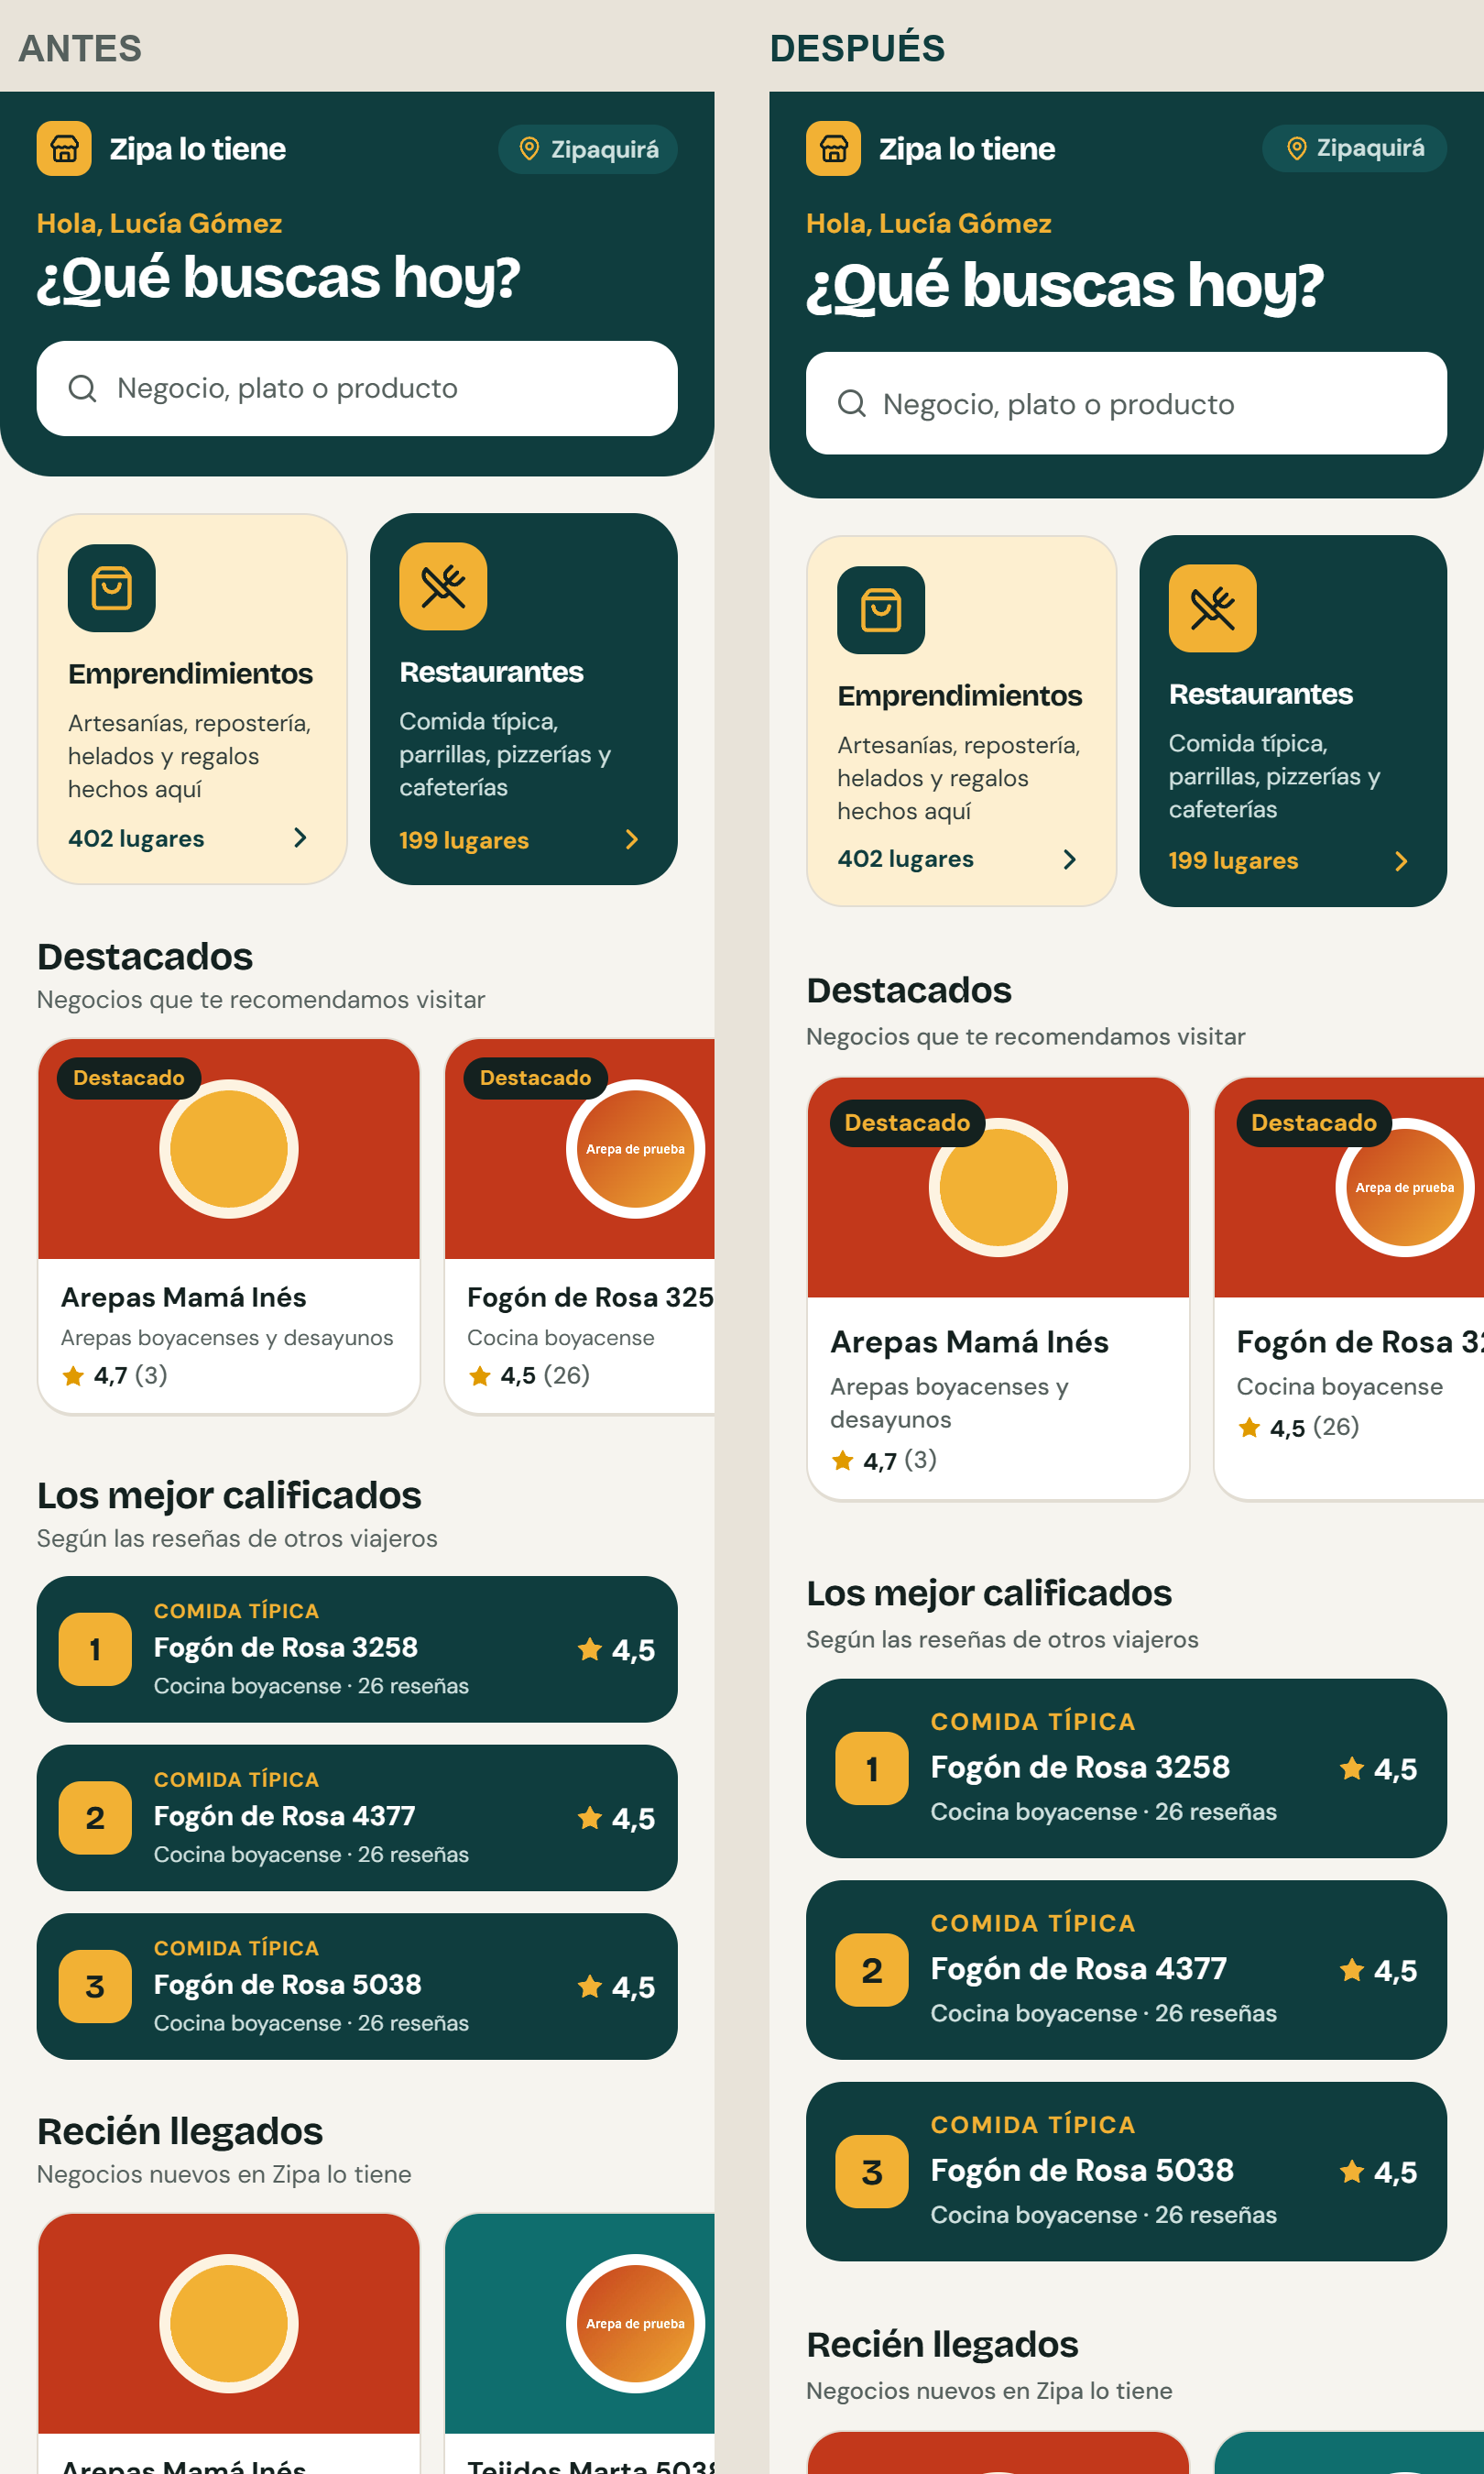 ANTES
Zipa lo tiene
Zipaquirá
Hola, Lucía Gómez
¿Qué buscas hoy?
Negocio, plato o producto
Emprendimientos
Artesanías, repostería,
helados y regalos
hechos aquí
402 lugares
Restaurantes
Comida típica,
parrillas, pizzerías y
cafeterías
199 lugares
Destacados
Negocios que te recomendamos visitar
Destacado
Arepas Mamá Inés
Arepas boyacenses y desayunos
4,7 (3)
Destacado
Arepa de prueba
Fogón de Rosa 325
Cocina boyacense
4,5 (26)
Los mejor calificados
Según las reseñas de otros viajeros
1
COMIDA TÍPICA
Fogón de Rosa 3258
Cocina boyacense · 26 reseñas
4,5
2
COMIDA TÍPICA
Fogón de Rosa 4377
Cocina boyacense · 26 reseñas
4,5
3
COMIDA TÍPICA
Fogón de Rosa 5038
Cocina boyacense · 26 reseñas
4,5
Recién llegados
Negocios nuevos en Zipa lo tiene
Arepa de prueba
Arepas Mamá Inés
Tejidos Marta 5038
DESPUÉS
Zipa lo tiene
Zipaquirá
Hola, Lucía Gómez
¿Qué buscas hoy?
Negocio, plato o producto
Emprendimientos
Artesanías, repostería,
helados y regalos
hechos aquí
402 lugares
Restaurantes
Comida típica,
parrillas, pizzerías y
cafeterías
199 lugares
Destacados
Negocios que te recomendamos visitar
Destacado
Arepas Mamá Inés
Arepas boyacenses y
desayunos
4,7 (3)
Destacado
Arepa de prueba
Fogón de Rosa 32
Cocina boyacense
4,5 (26)
Los mejor calificados
Según las reseñas de otros viajeros
1
COMIDA TÍPICA
Fogón de Rosa 3258
Cocina boyacense · 26 reseñas
4,5
2
COMIDA TÍPICA
Fogón de Rosa 4377
Cocina boyacense · 26 reseñas
4,5
3
COMIDA TÍPICA
Fogón de Rosa 5038
Cocina boyacense · 26 reseñas
4,5
Recién llegados
Negocios nuevos en Zipa lo tiene